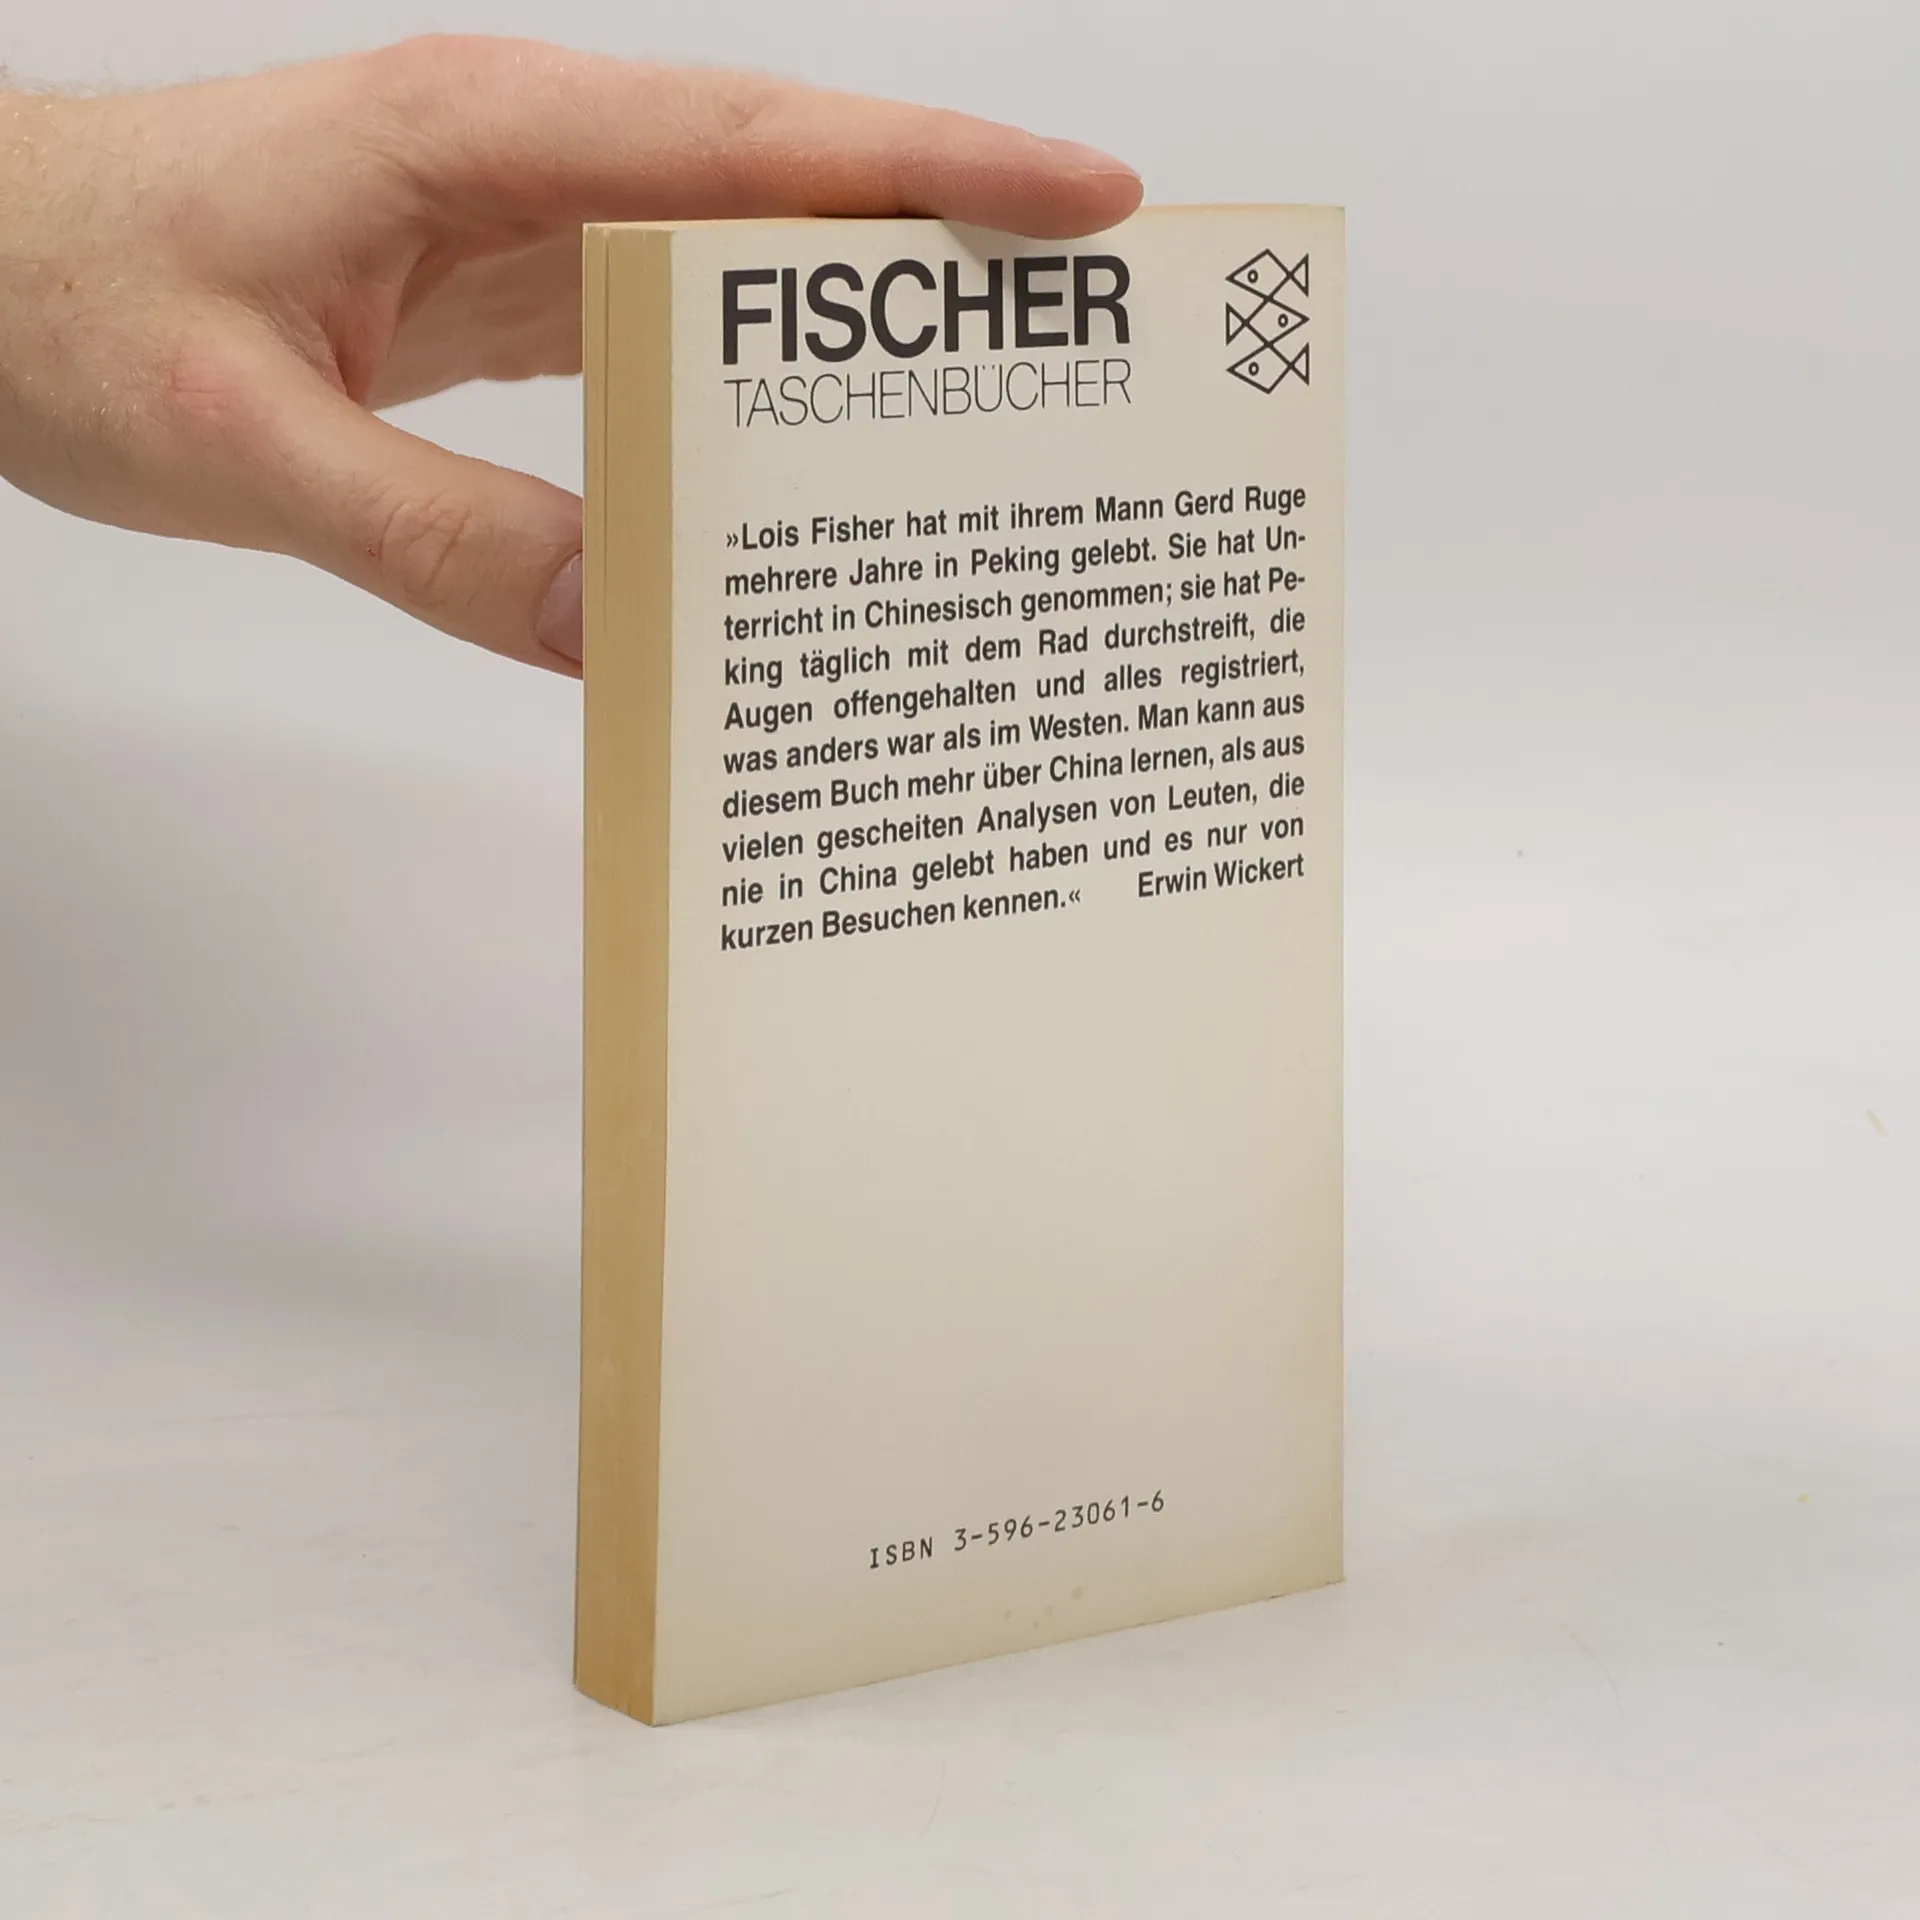 FISCHER
TASCHENBÜCHER
»Lois Fisher hat mit ihrem Mann Gerd Ruge
mehrere Jahre in Peking gelebt. Sie hat Un-
terricht in Chinesisch genommen; sie hat Pe-
king täglich mit dem Rad durchstreift, die
Augen offengehalten und alles registriert,
was anders war als im Westen. Man kann aus
diesem Buch mehr über China lernen, als aus
vielen gescheiten Analysen von Leuten, die
nie in China gelebt haben und es nur von
kurzen Besuchen kennen.« Erwin Wickert
ISBN 3-596-23061-6